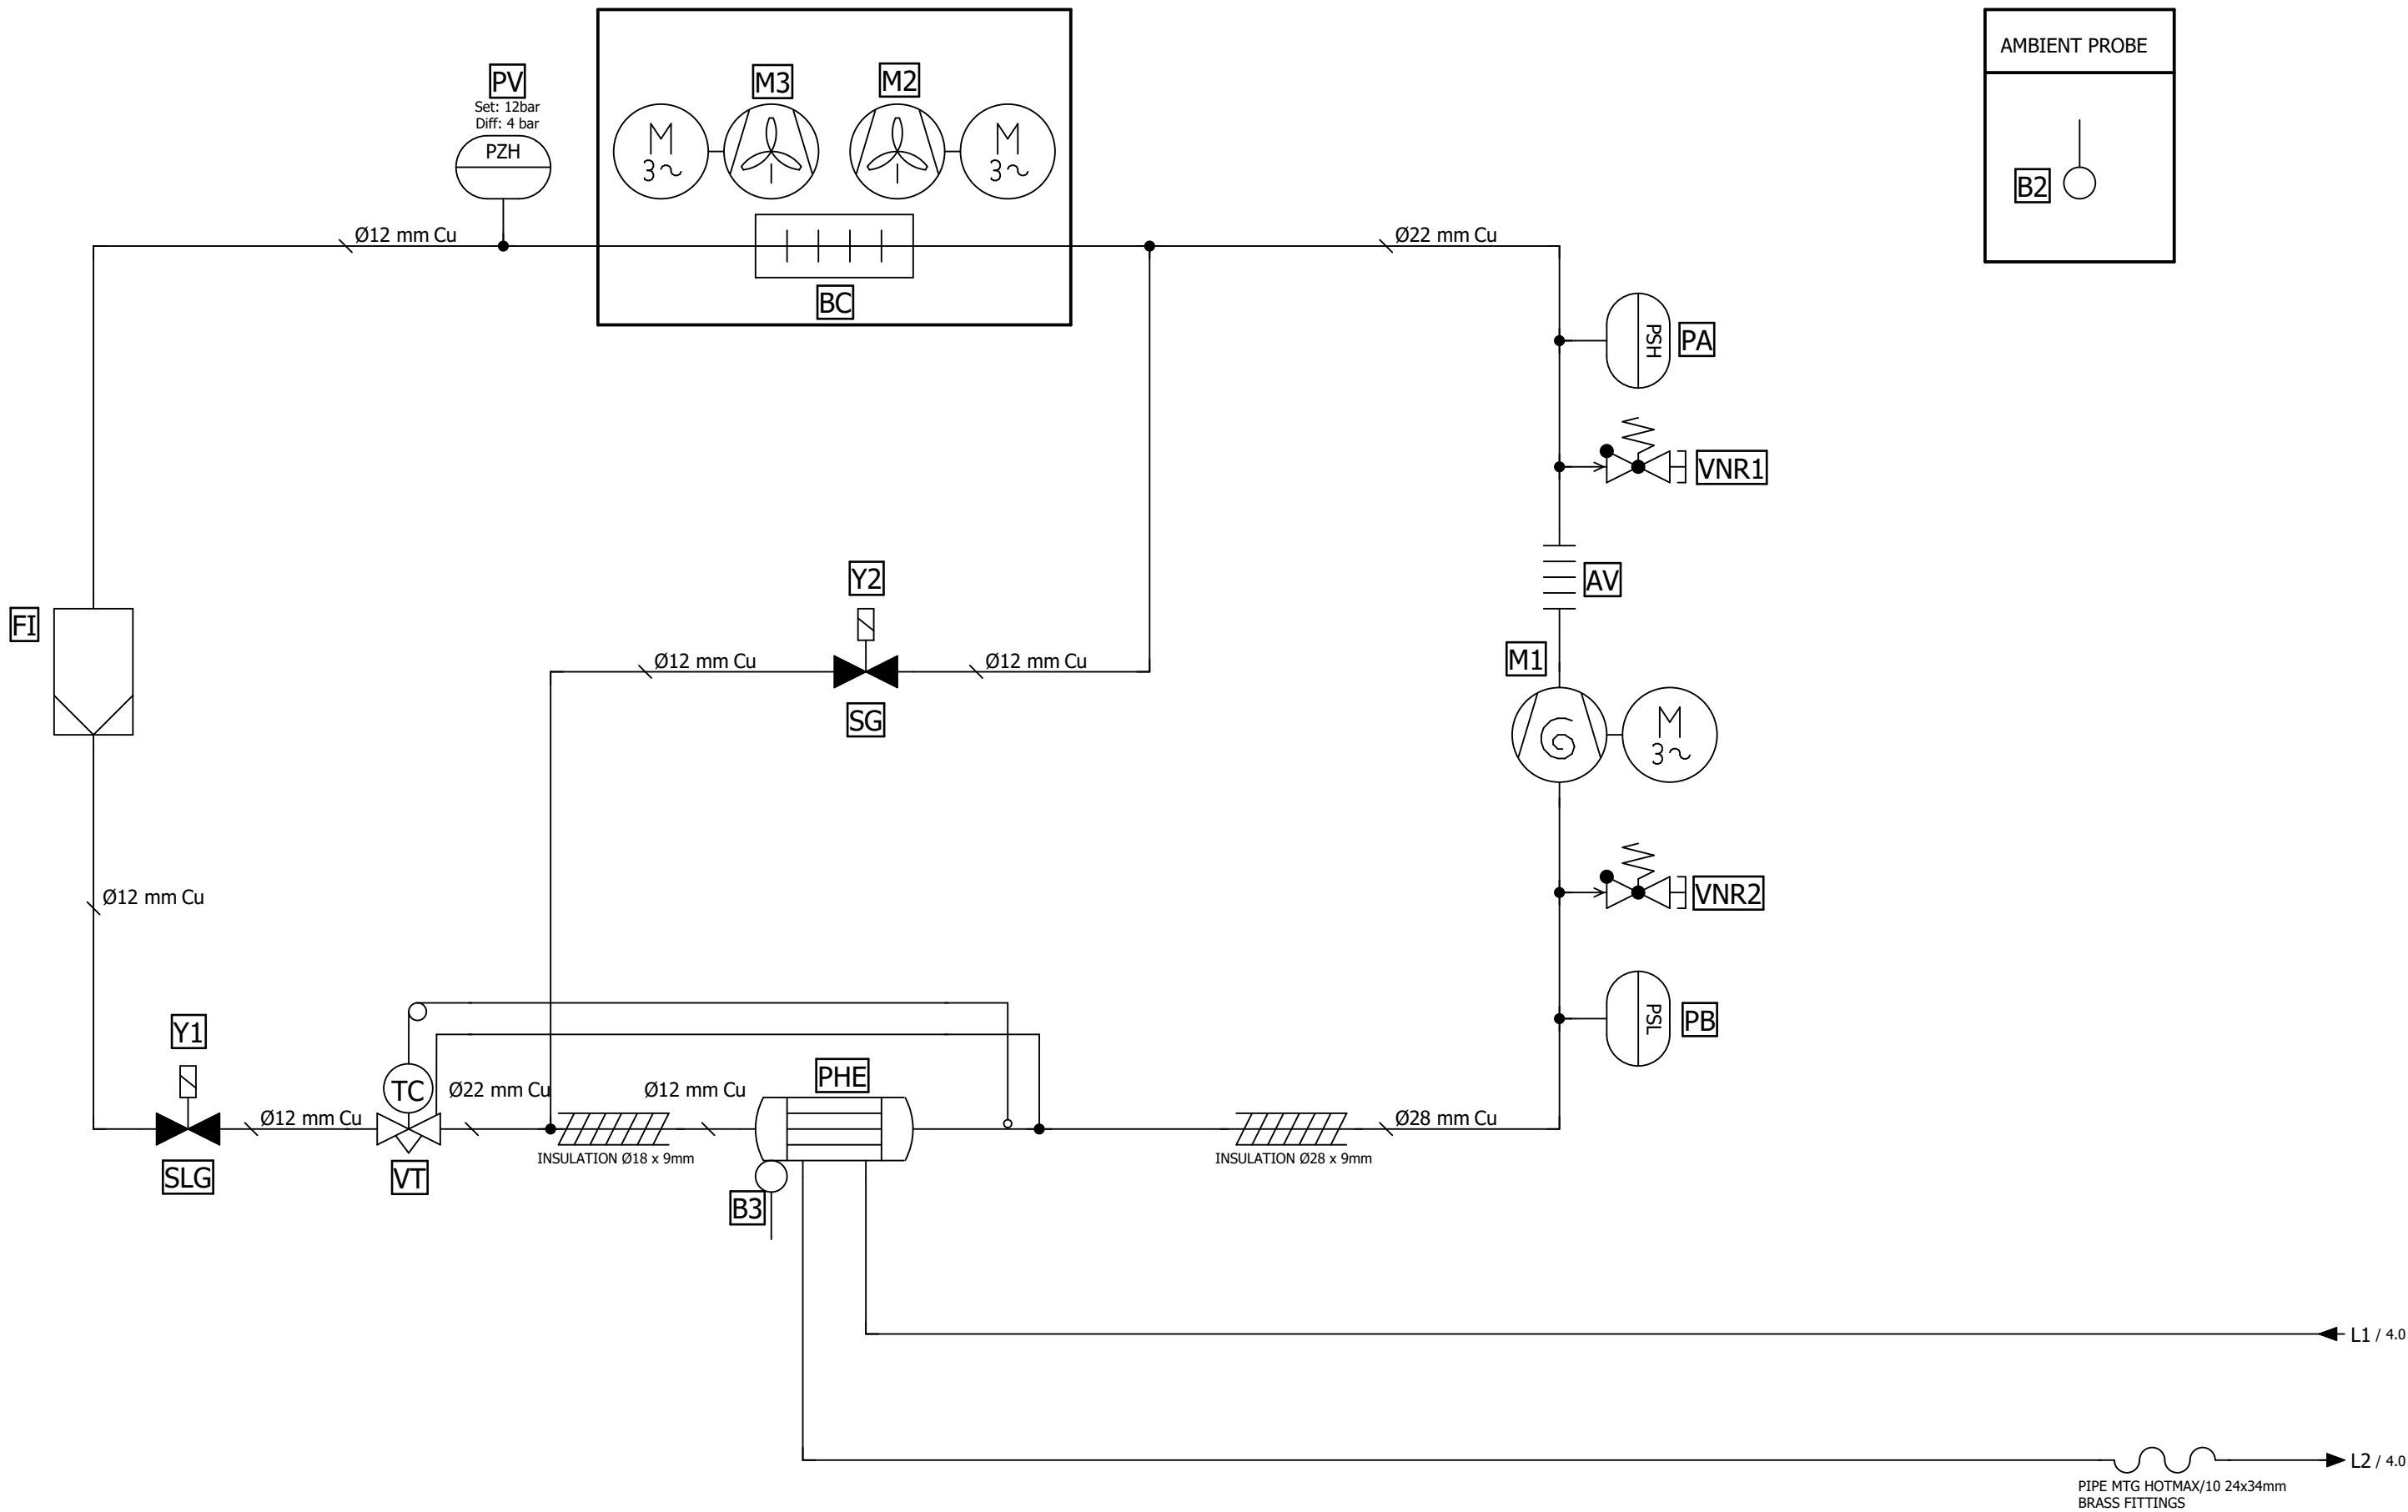 AMBIENT PROBE
B2
PV
Set: 12bar
Diff: 4 bar
PZH
M3
M2
M
3~
M
3~
BC
Ø12 mm Cu
Ø22 mm Cu
PSH
PA
VNR1
AV
FI
Y2
Ø12 mm Cu
Ø12 mm Cu
SG
M1
M
3~
Ø12 mm Cu
VNR2
PSL
PB
Y1
SLG
Ø12 mm Cu
TC
VT
Ø22 mm Cu
Ø12 mm Cu
PHE
INSULATION Ø18 x 9mm
B3
INSULATION Ø28 x 9mm
Ø28 mm Cu
L1 / 4.0
L2 / 4.0
PIPE MTG HOTMAX/10 24x34mm
BRASS FITTINGS